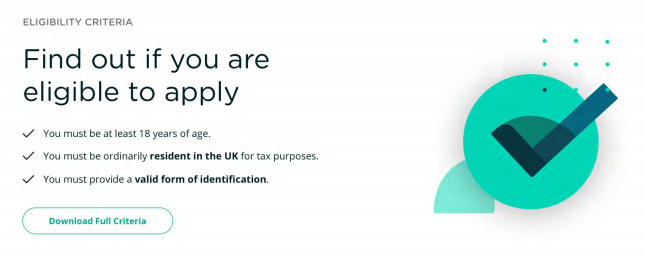 ELIGIBILITY CRITERIA
Find out if you are
eligible to apply
You must be at least 18 years of age.
You must be ordinarily resident in the UK for tax purposes.
You must provide a valid form of identification.
Download Full Criteria